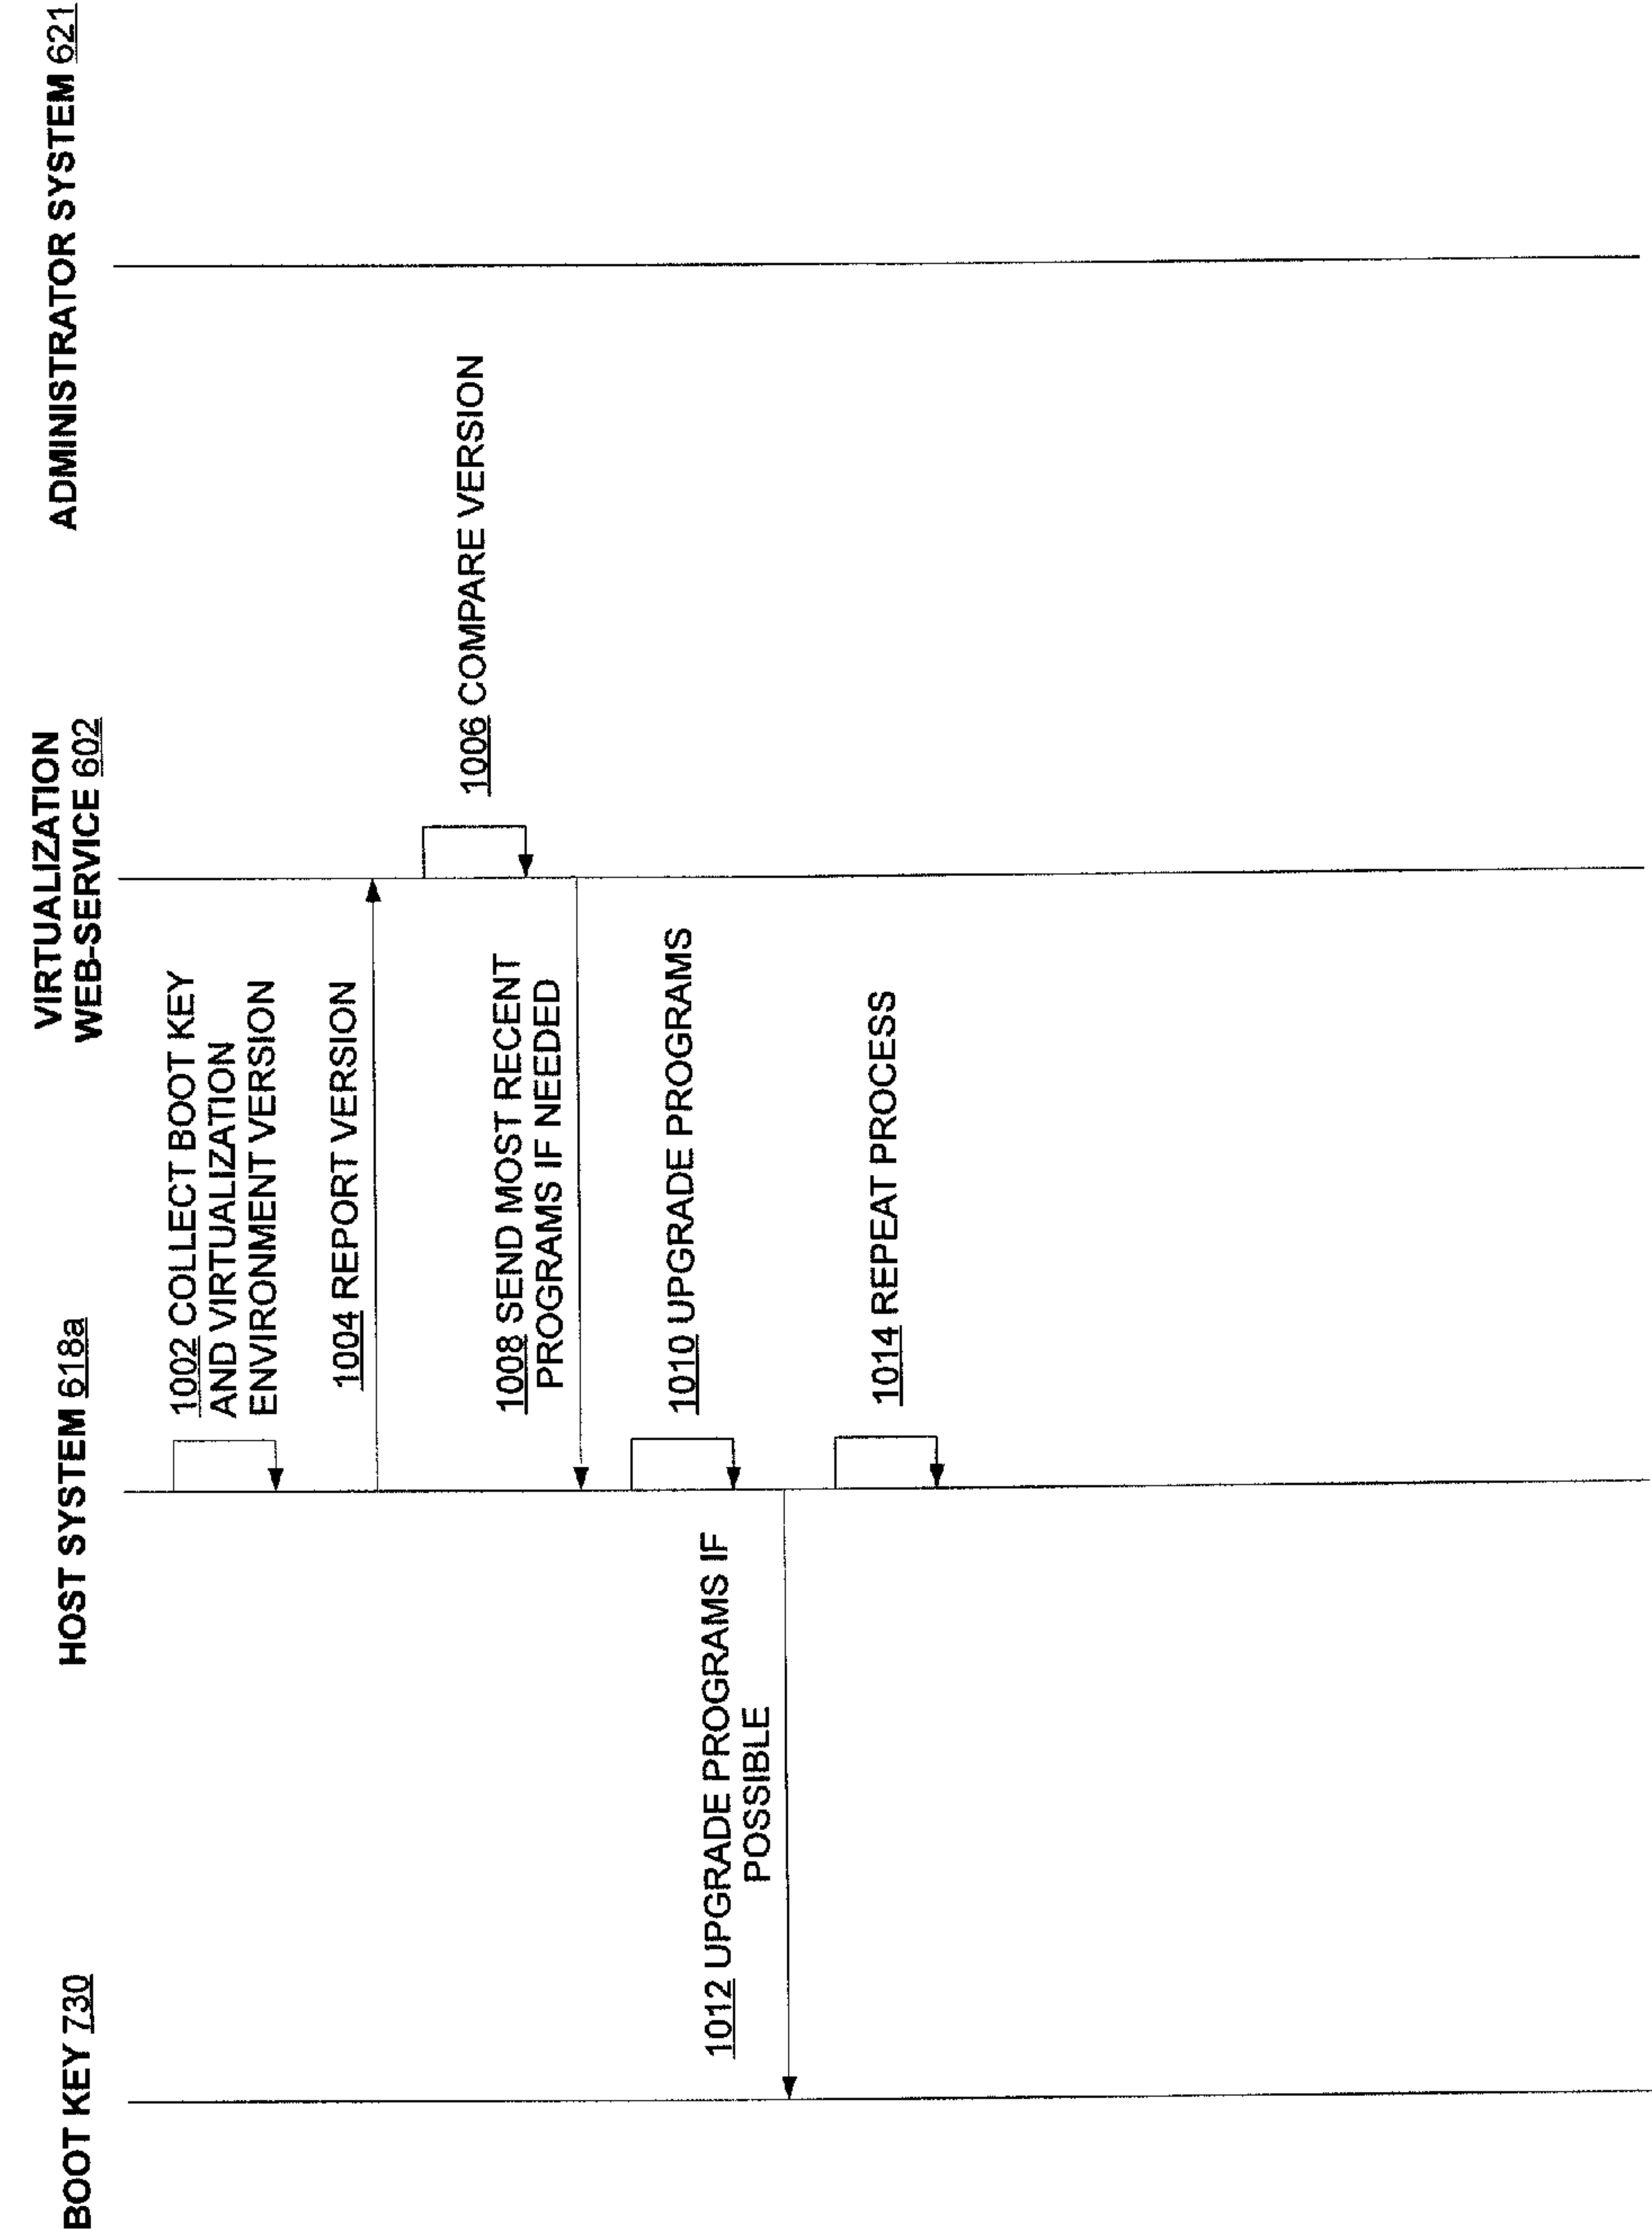 BOOT KEY 730
HOST SYSTEM 618a
VIRTUALIZATION
WEB-SERVICE 602
ADMINISTRATOR SYSTEM 621
1002 COLLECT BOOT KEY
AND VIRTUALIZATION
ENVIRONMENT VERSION
1004 REPORT VERSION
1006 COMPARE VERSION
1008 SEND MOST RECENT
PROGRAMS IF NEEDED
1010 UPGRADE PROGRAMS
1012 UPGRADE PROGRAMS IF
POSSIBLE
1014 REPEAT PROCESS